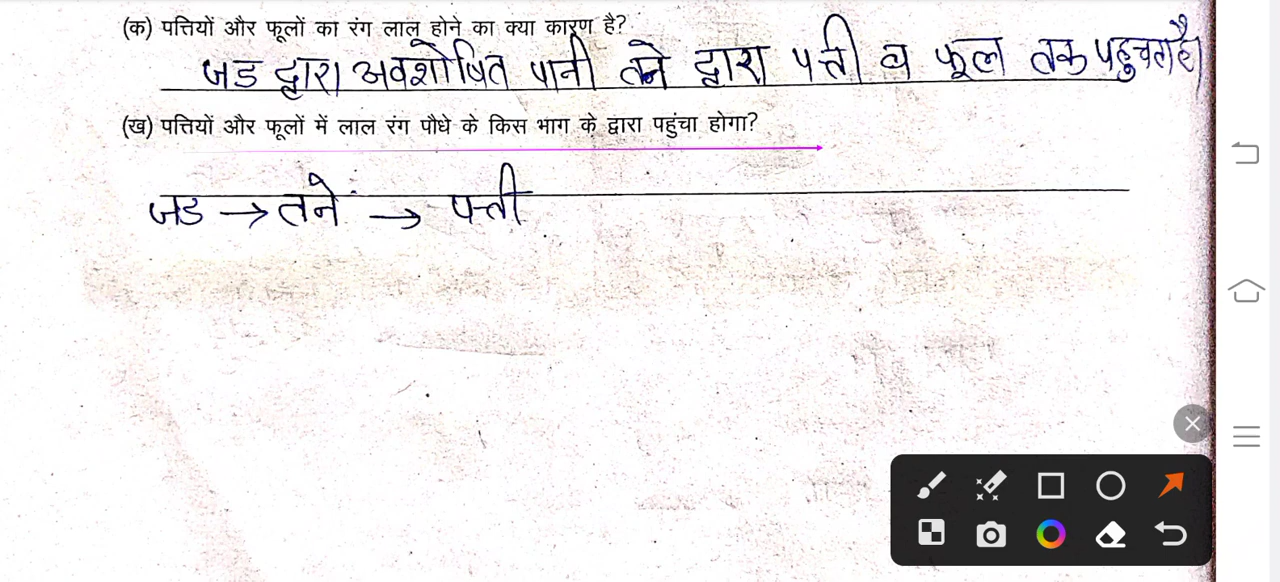 (क) पत्तियों और फूलों का रंग लाल होने का क्या कारण है?
जड द्वारा अवशोषित पानी तने द्वारा पत्ती व फूल तक पहुचता है।
(ख) पत्तियों और फूलों में लाल रंग पौधे के किस भाग के द्वारा पहुंचा होगा?
जड → तने → पत्ती